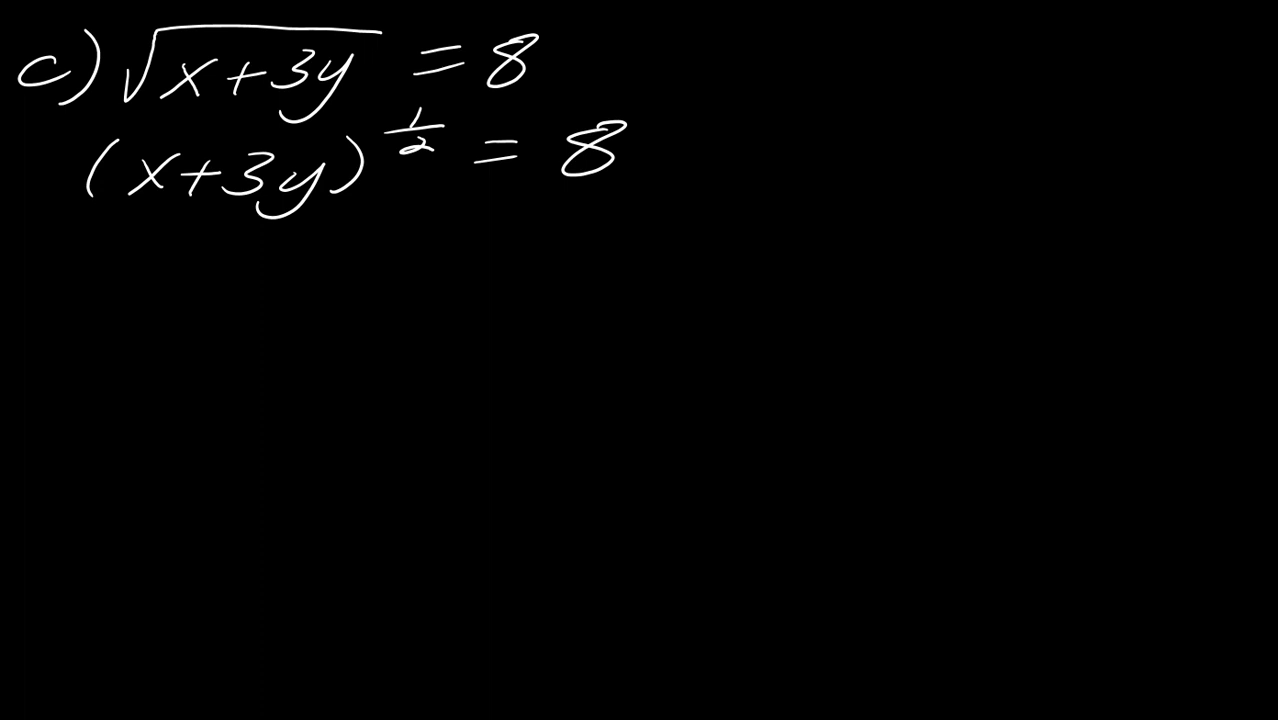 c) √(x+3y) = 8
(x+3y)^(1/2) = 8